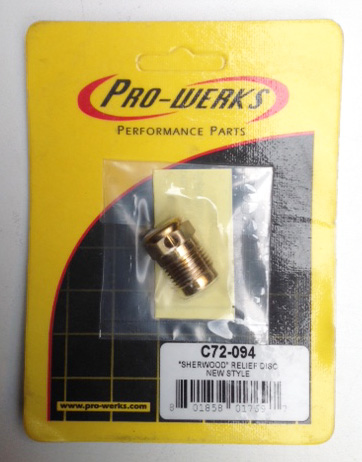 PRO-WERKS
PERFORMANCE PARTS
C72-094
"SHERWOOD" RELIEF DISC
NEW STYLE
www.pro-werks.com